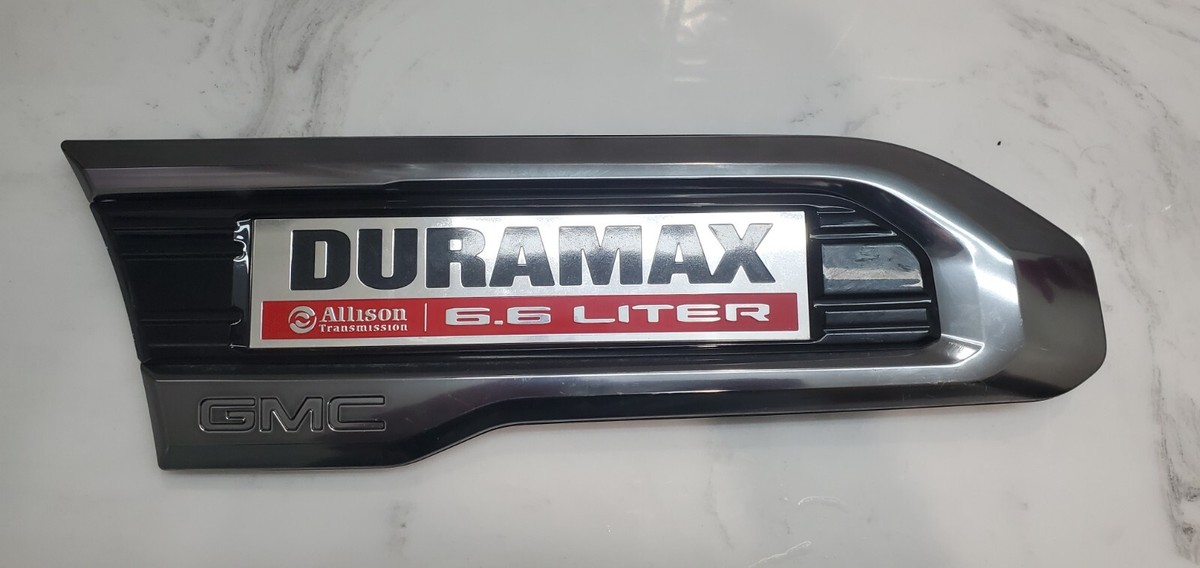 DURAMAX
Allison Transmission | 6.6 LITER
GMC